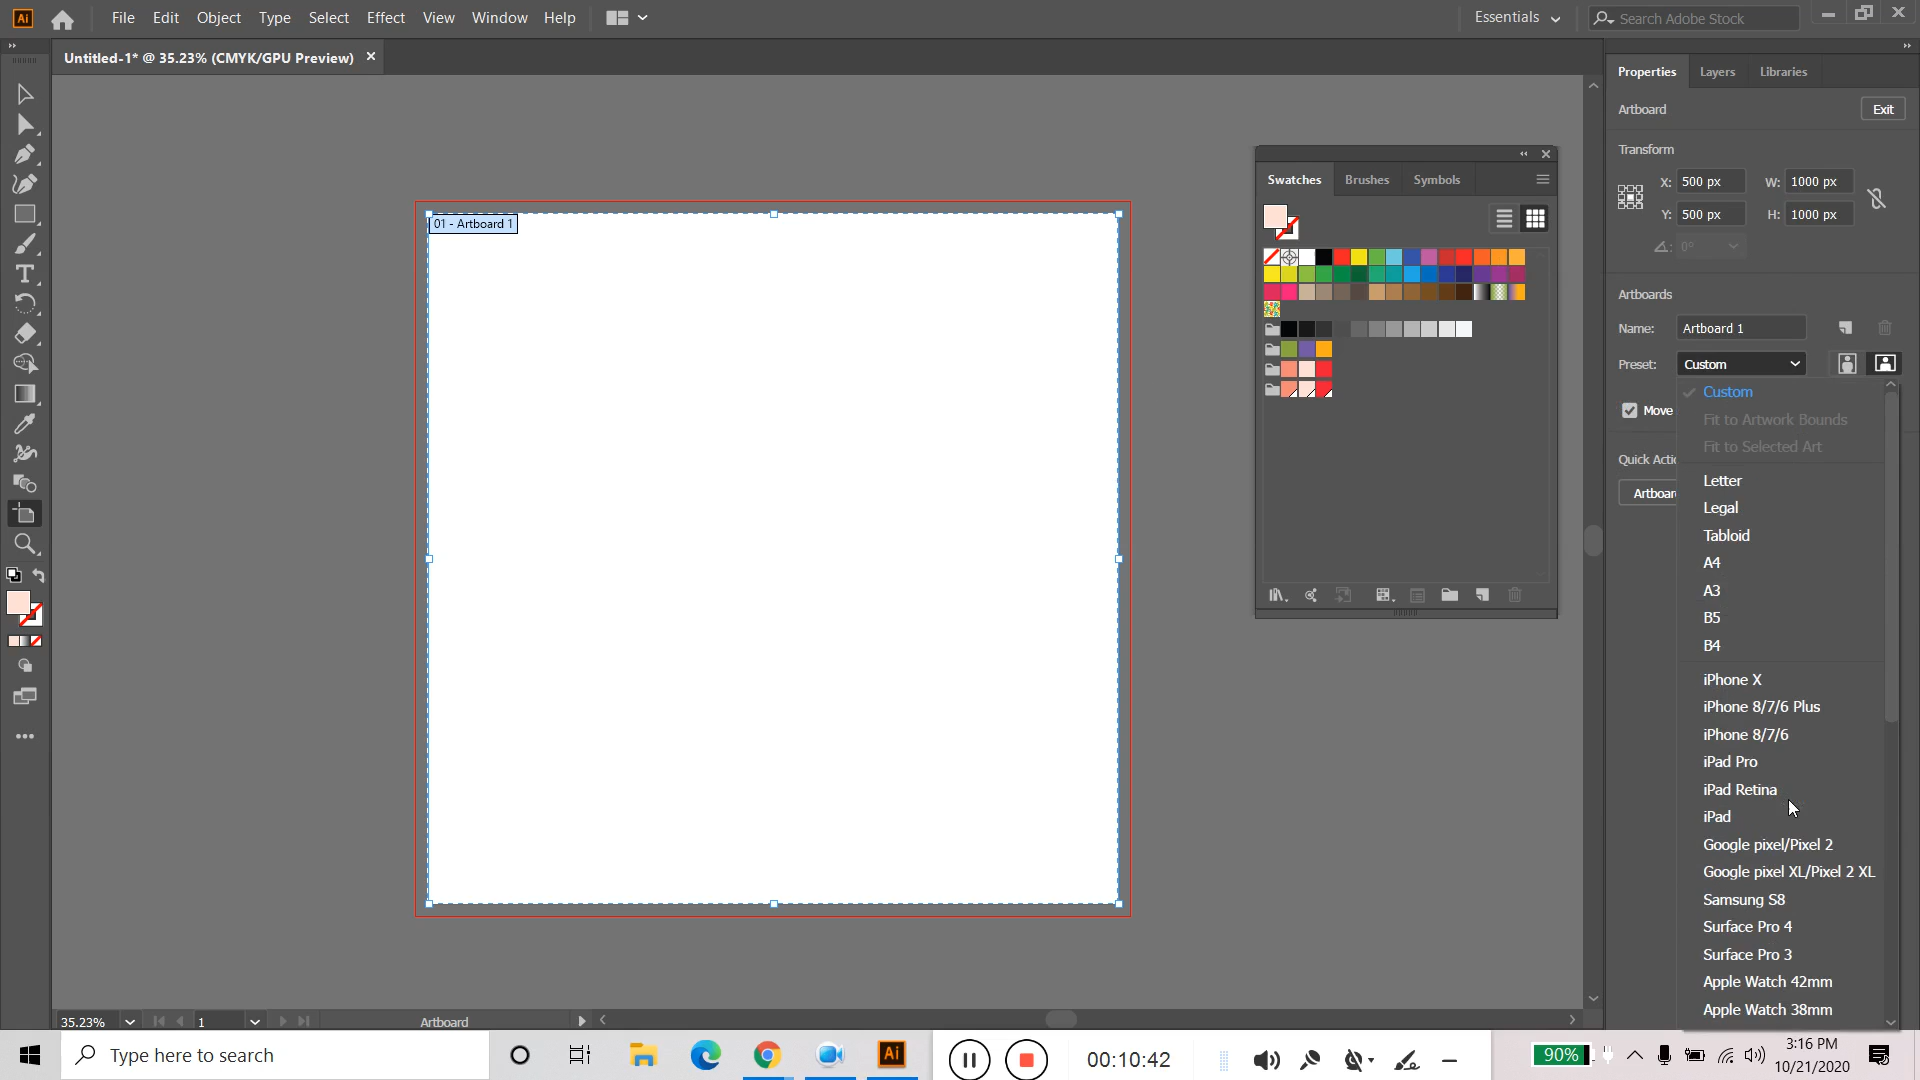 Ai File Edit Object Type Select Effect View Window Help Essentials Search Adobe Stock
Untitled-1* @ 35.23% (CMYK/GPU Preview)
01 - Artboard 1
Swatches Brushes Symbols
Properties Layers Libraries
Artboard Exit
Transform
X: 500 px W: 1000 px
Y: 500 px H: 1000 px
0°
Artboards
Name: Artboard 1
Preset: Custom
Move
Quick Actio
Artboar
Custom
Fit to Artwork Bounds
Fit to Selected Art
Letter
Legal
Tabloid
A4
A3
B5
B4
iPhone X
iPhone 8/7/6 Plus
iPhone 8/7/6
iPad Pro
iPad Retina
iPad
Google pixel/Pixel 2
Google pixel XL/Pixel 2 XL
Samsung S8
Surface Pro 4
Surface Pro 3
Apple Watch 42mm
Apple Watch 38mm
35.23% 1 Artboard
Type here to search Ai 00:10:42 90% 3:16 PM
10/21/2020